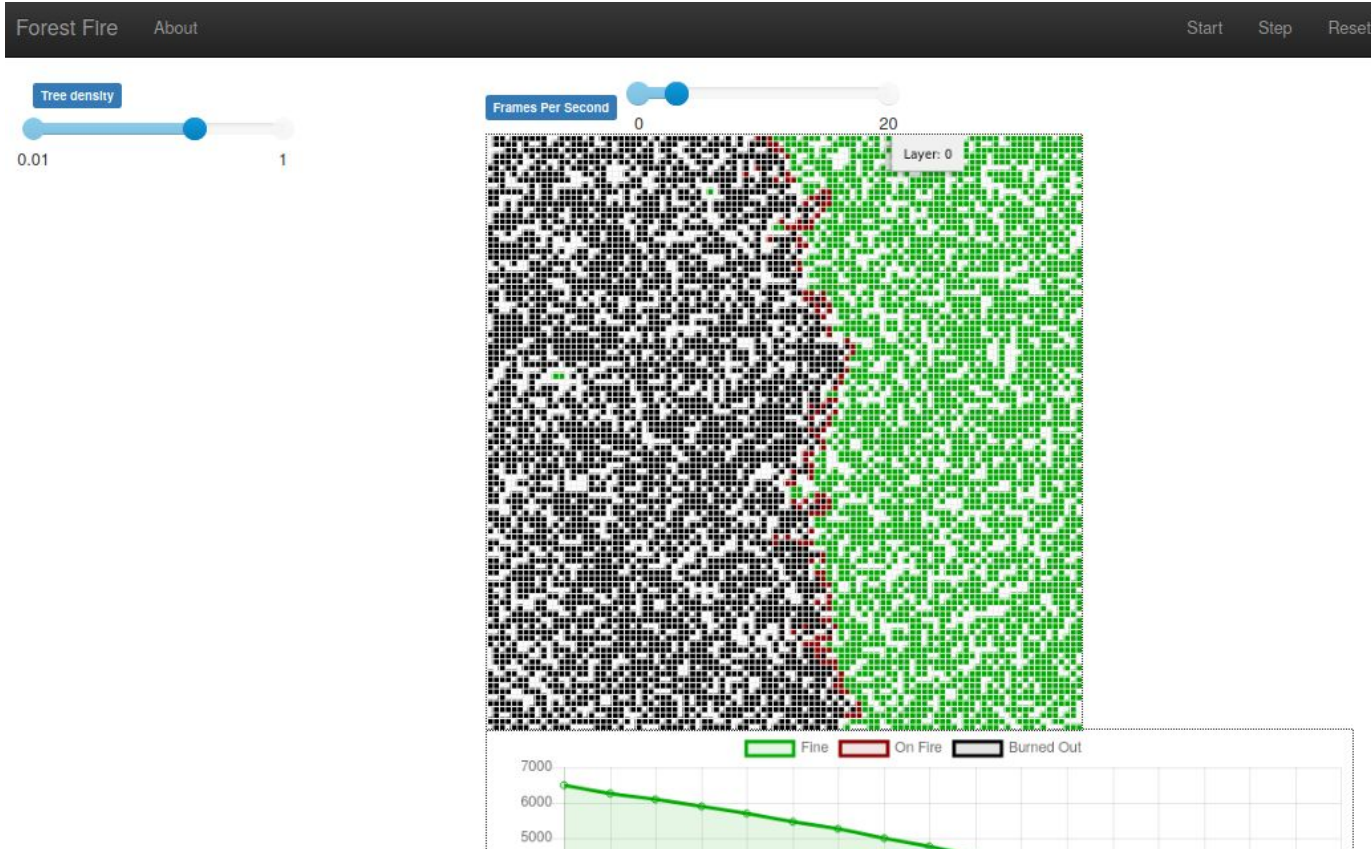 Forest Fire About Start Step Reset
Tree density
0.01 1
Frames Per Second
0 20
Layer: 0
Fine On Fire Burned Out
7000
6000
5000